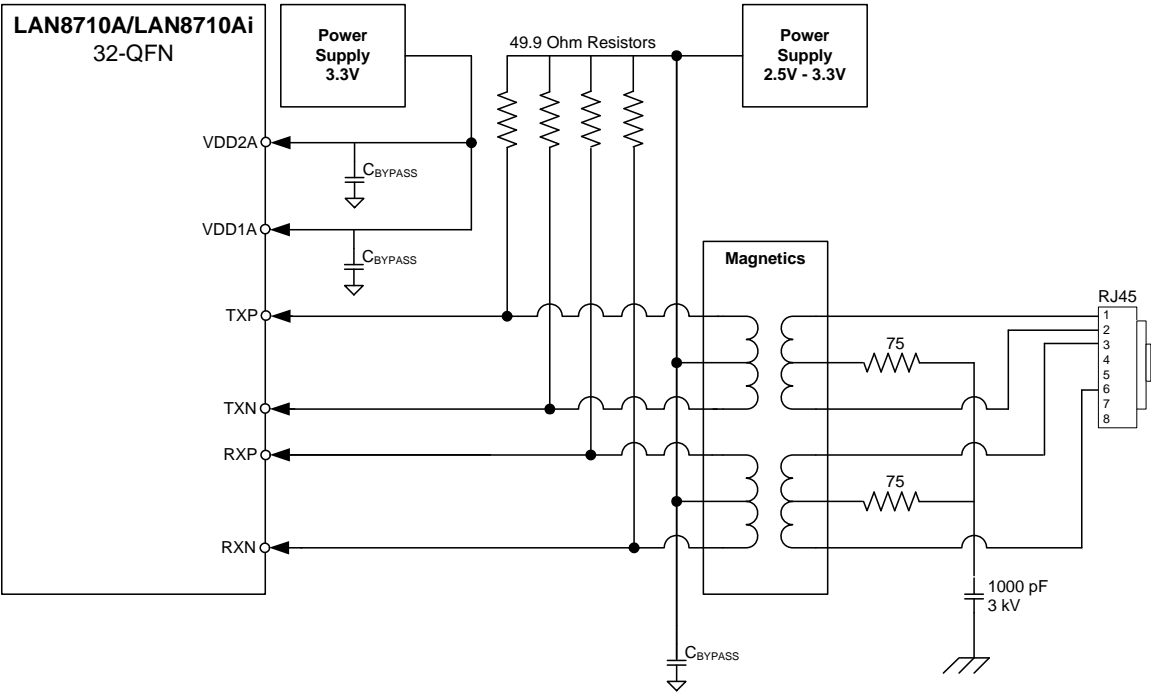 LAN8710A/LAN8710Ai
32-QFN
Power
Supply
3.3V
49.9 Ohm Resistors
Power
Supply
2.5V - 3.3V
VDD2A
CBYPASS
VDD1A
CBYPASS
Magnetics
TXP
RJ45
1
2
3
4
5
6
7
8
75
TXN
RXP
75
RXN
1000 pF
3 kV
CBYPASS